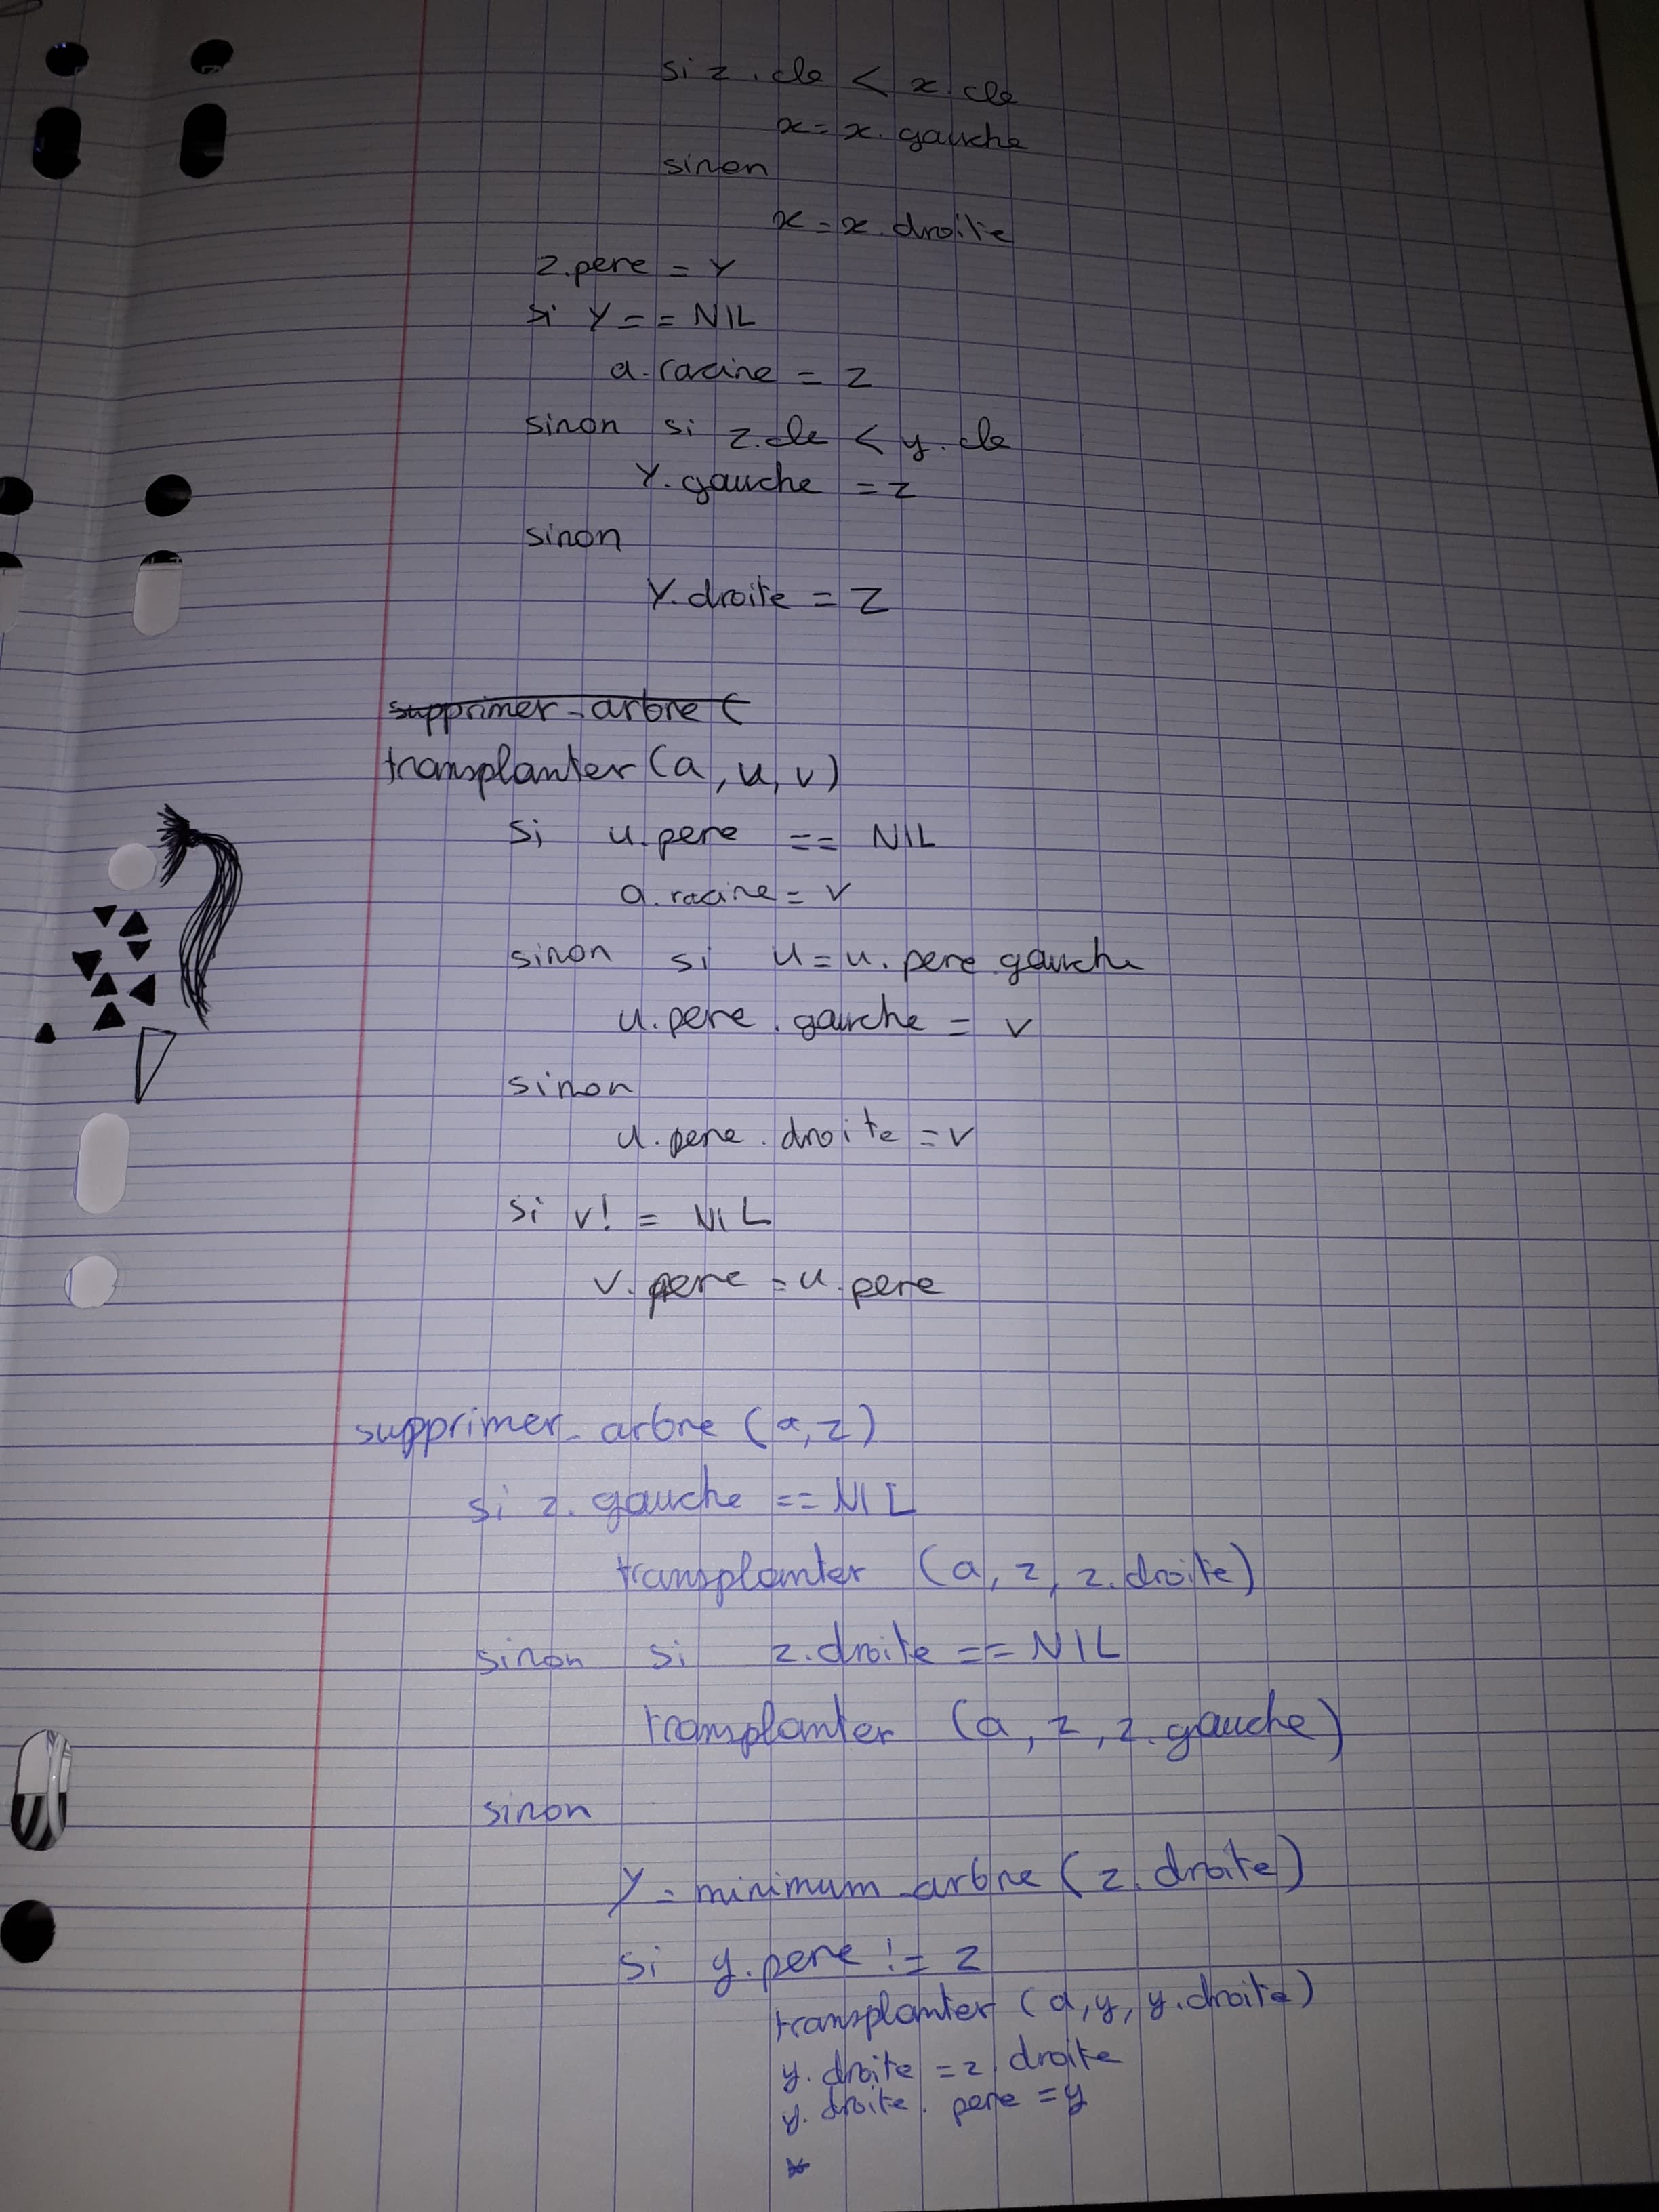 si z.cle < x.cle
x = x.gauche
sinon
x = x.droite
z.pere = y
si y == NIL
a.racine = z
sinon si z.cle < y.cle
y.gauche = z
sinon
y.droite = z
supprimer_arbre (
transplanter (a, u, v)
si u.pere == NIL
a.racine = v
sinon si u = u.pere.gauche
u.pere.gauche = v
sinon
u.pere.droite = v
si v != NIL
v.pere = u.pere
supprimer_arbre (a, z)
si z.gauche == NIL
transplanter (a, z, z.droite)
sinon si z.droite == NIL
transplanter (a, z, z.gauche)
sinon
y = minimum_arbre (z.droite)
si y.pere != z
transplanter (a, y, y.droite)
y.droite = z.droite
y.droite.pere = y